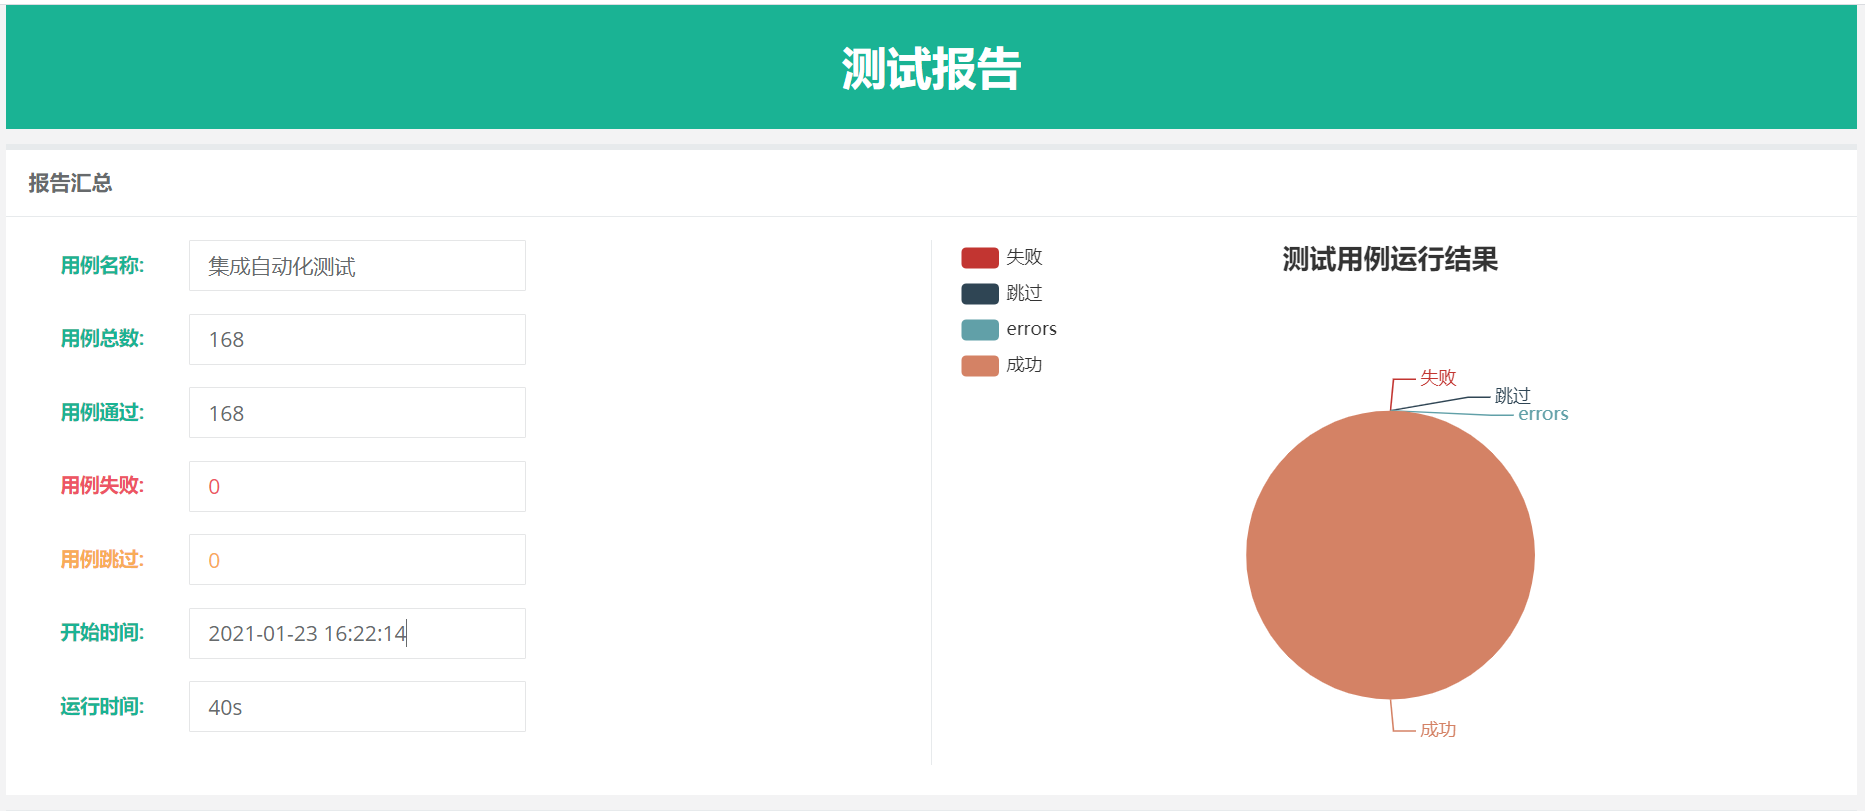 测试报告
报告汇总
用例名称: 集成自动化测试
用例总数: 168
用例通过: 168
用例失败: 0
用例跳过: 0
开始时间: 2021-01-23 16:22:14
运行时间: 40s
测试用例运行结果
失败
跳过
errors
成功
失败
跳过
errors
成功